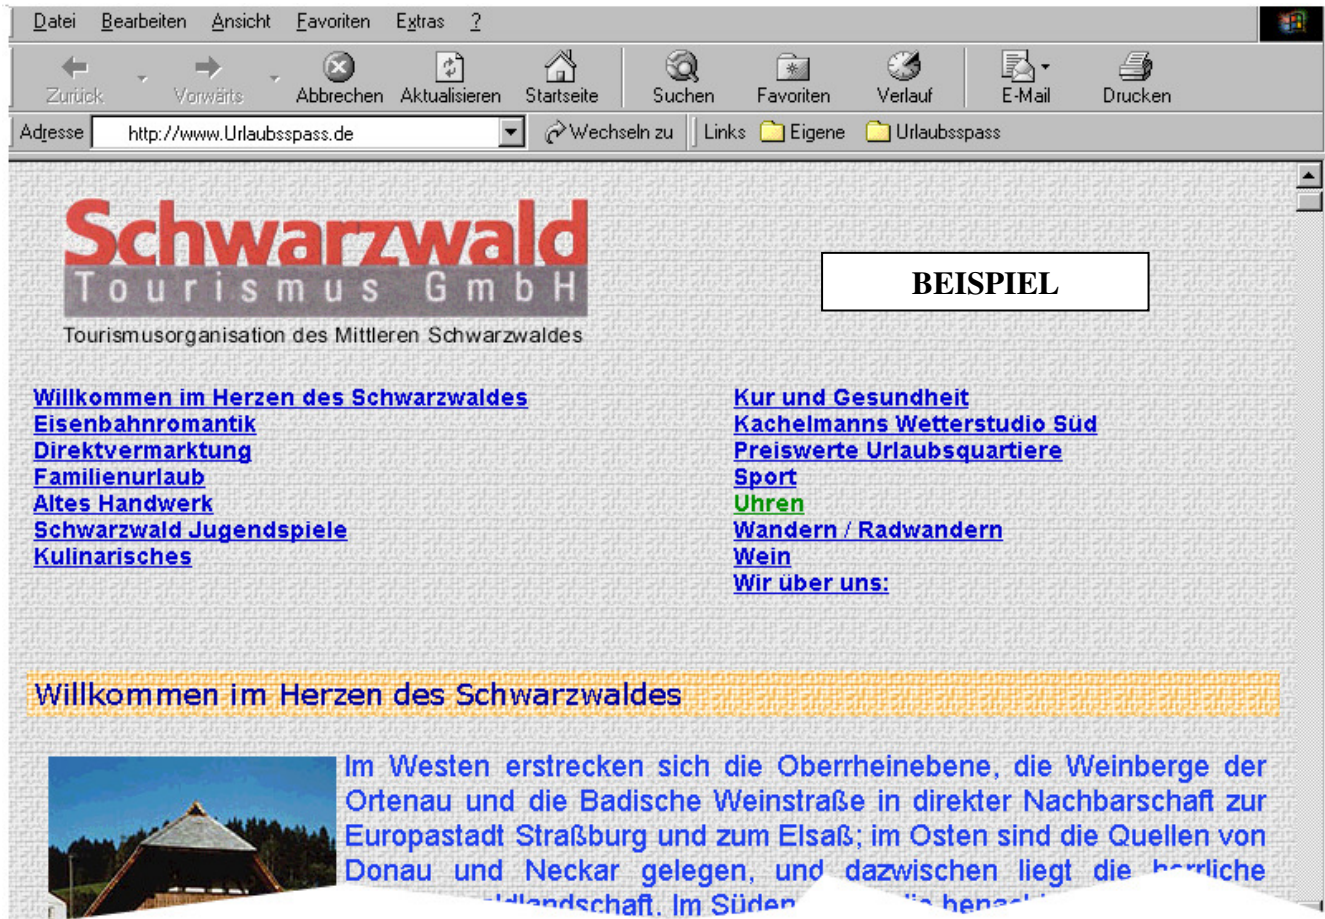 Datei Bearbeiten Ansicht Favoriten Extras ?
Zurück Vorwärts Abbrechen Aktualisieren Startseite Suchen Favoriten Verlauf E-Mail Drucken
Adresse http://www.Urlaubsspass.de Wechseln zu Links Eigene Urlaubsspass
Schwarzwald
Tourismus GmbH
Tourismusorganisation des Mittleren Schwarzwaldes
BEISPIEL
Willkommen im Herzen des Schwarzwaldes
Eisenbahnromantik
Direktvermarktung
Familienurlaub
Altes Handwerk
Schwarzwald Jugendspiele
Kulinarisches
Kur und Gesundheit
Kachelmanns Wetterstudio Süd
Preiswerte Urlaubsquartiere
Sport
Uhren
Wandern / Radwandern
Wein
Wir über uns:
Willkommen im Herzen des Schwarzwaldes
Im Westen erstrecken sich die Oberrheinebene, die Weinberge der
Ortenau und die Badische Weinstraße in direkter Nachbarschaft zur
Europastadt Straßburg und zum Elsaß; im Osten sind die Quellen von
Donau und Neckar gelegen, und dazwischen liegt die herrliche
im Süden